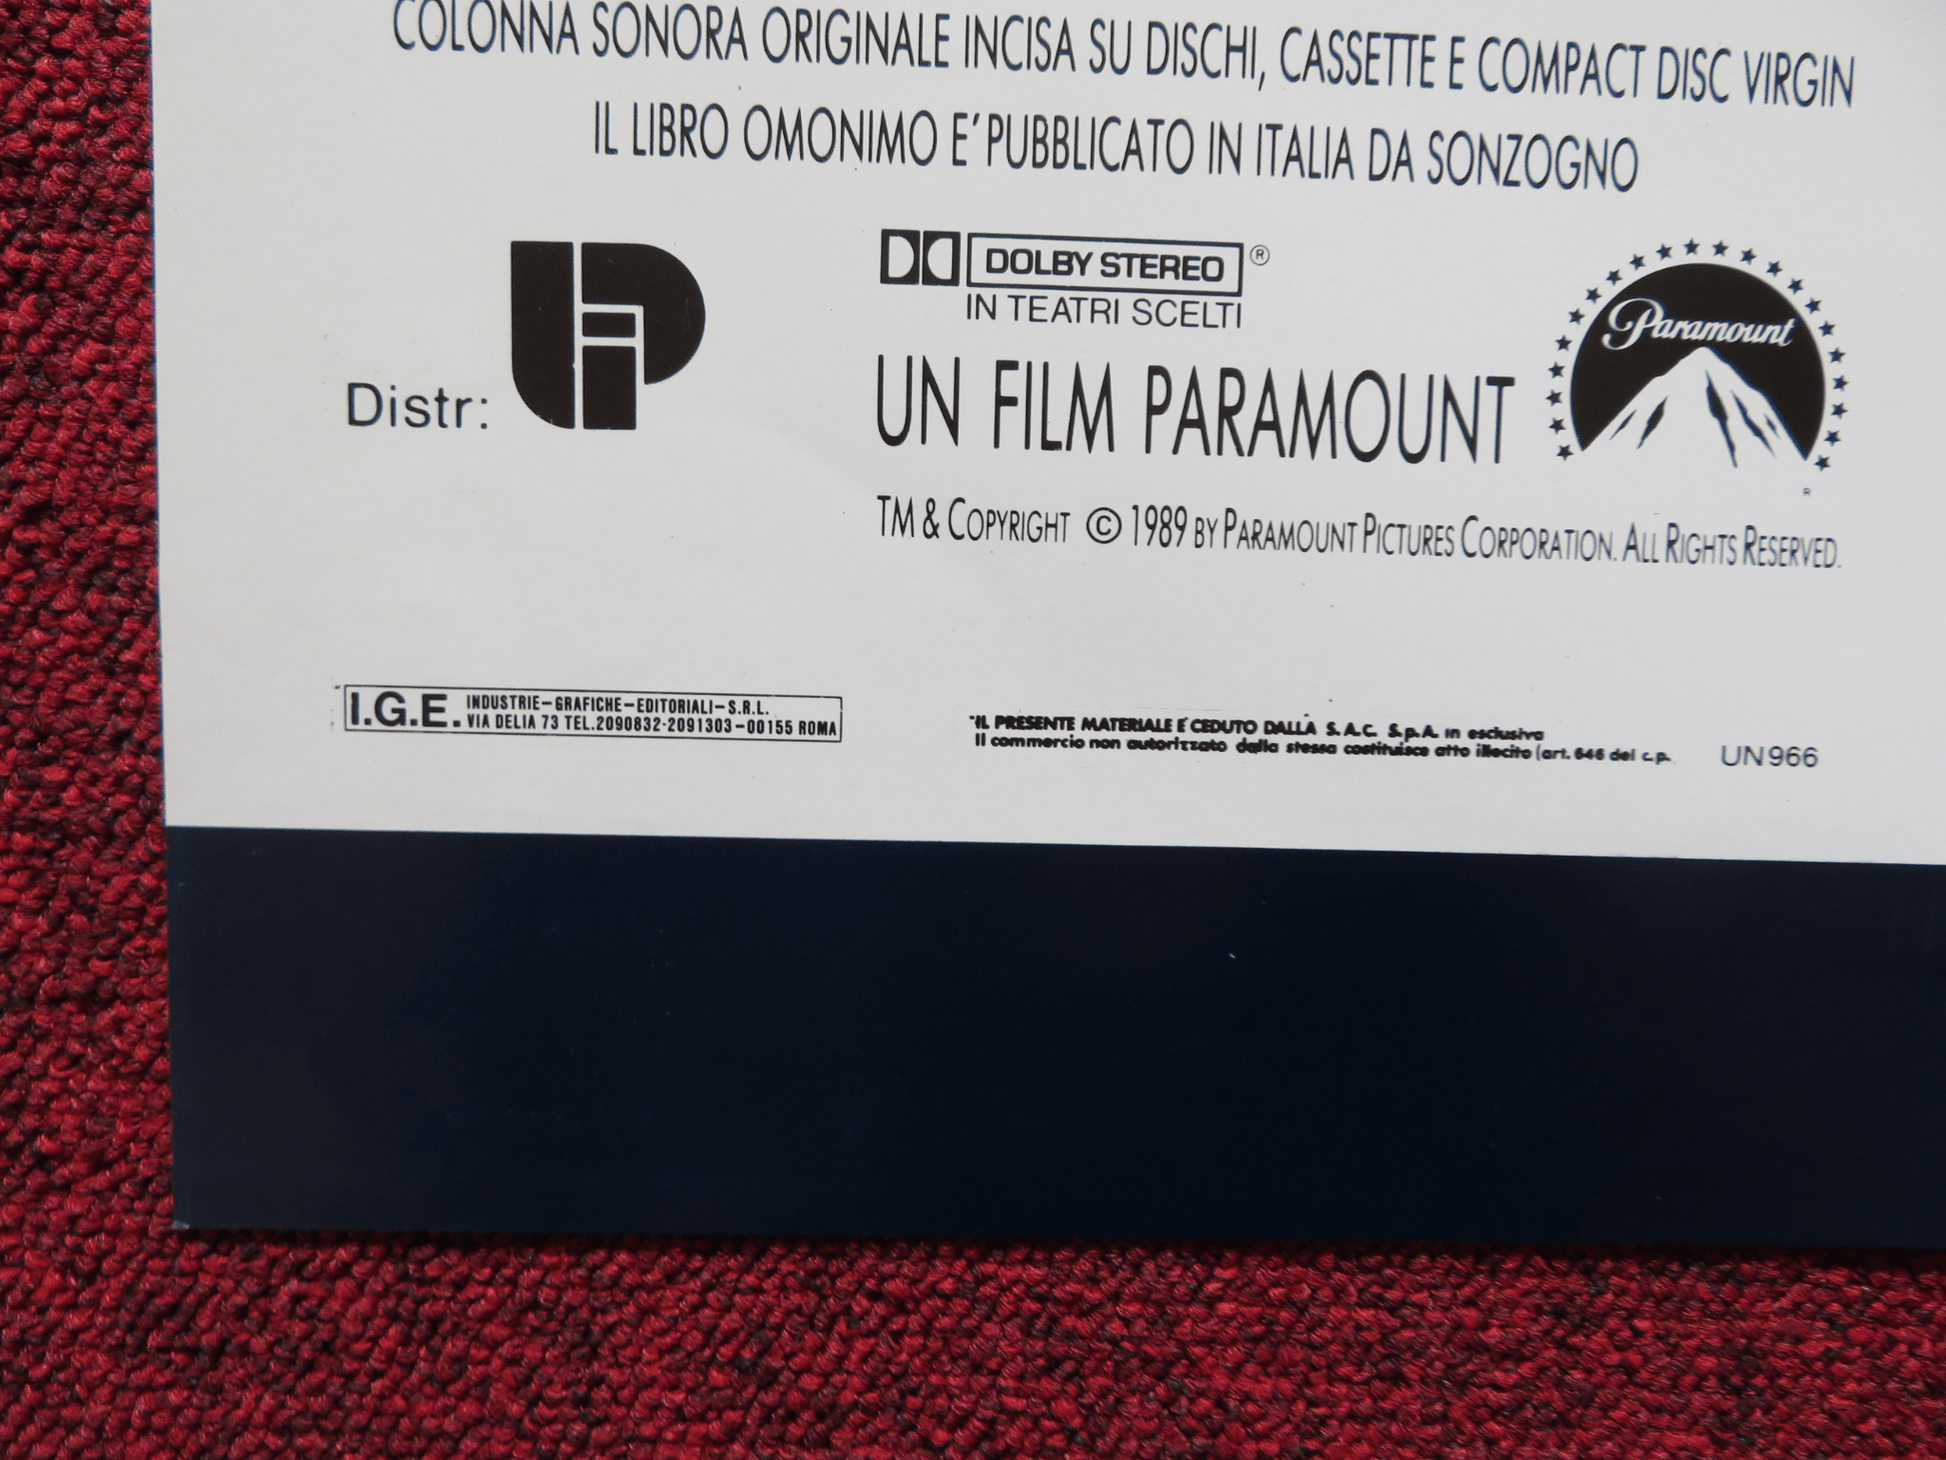 COLONNA SONORA ORIGINALE INCISA SU DISCHI, CASSETTE E COMPACT DISC VIRGIN
IL LIBRO OMONIMO E' PUBBLICATO IN ITALIA DA SONZOGNO
Distr: UIP
DOLBY STEREO ®
IN TEATRI SCELTI
UN FILM PARAMOUNT
Paramount
®
TM & COPYRIGHT © 1989 BY PARAMOUNT PICTURES CORPORATION. ALL RIGHTS RESERVED.
I.G.E. INDUSTRIE-GRAFICHE-EDITORIALI-S.R.L.
VIA DELIA 73 TEL.2090832-2091303-00155 ROMA
"IL PRESENTE MATERIALE E' CEDUTO DALLA S.A.C. S.p.A. in esclusiva
Il commercio non autorizzato dalla stessa costituisce atto illecito (art. 646 del c.p.
UN966